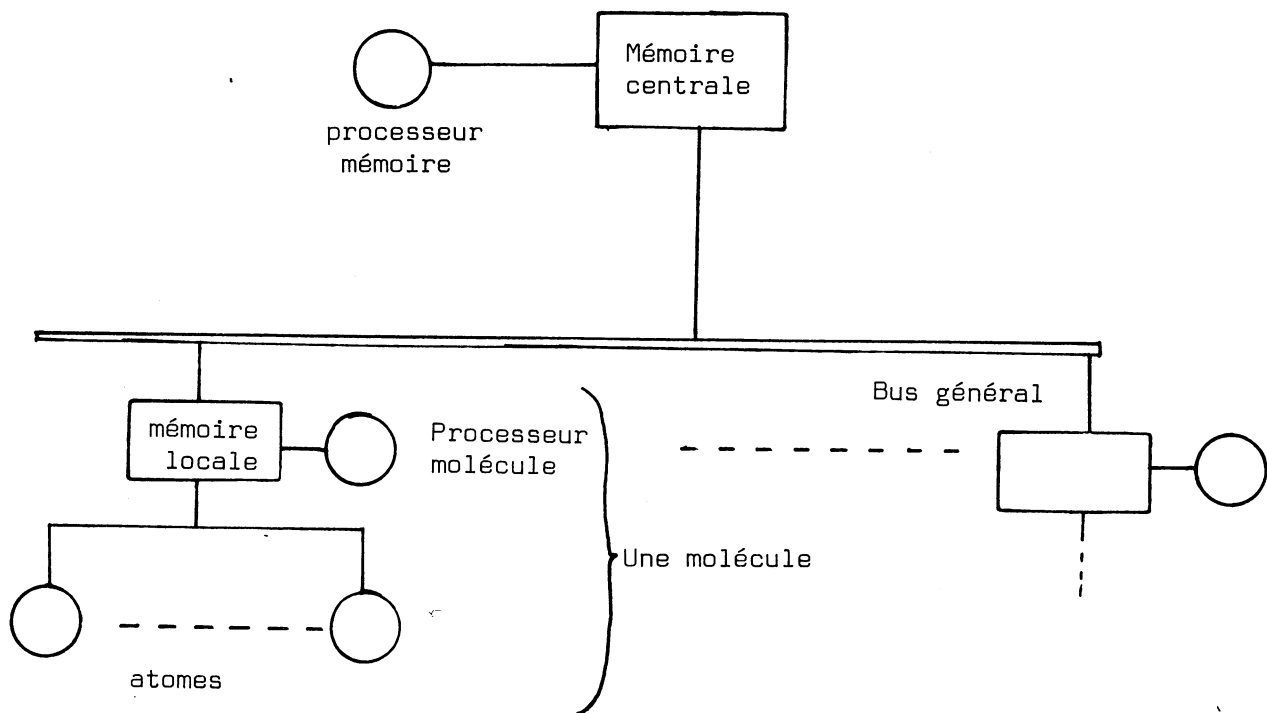 Mémoire
centrale
processeur
mémoire
Bus général
mémoire
locale
Processeur
molécule
Une molécule
atomes